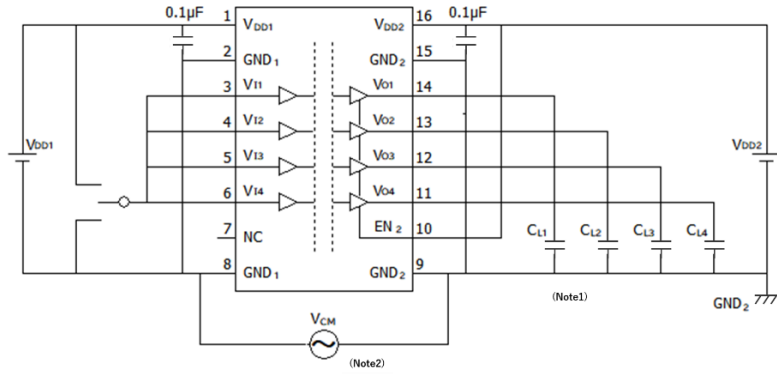 0.1μF 1 16 0.1μF
VDD1 VDD2
2 15
GND1 GND2
3 14
VI1 VO1
4 13
VI2 VO2
5 12
VI3 VO3
6 11
VI4 VO4
7 10
NC EN2
8 9
GND1 GND2
VDD1
VDD2
CL1 CL2 CL3 CL4
(Note1)
GND2
VCM
(Note2)